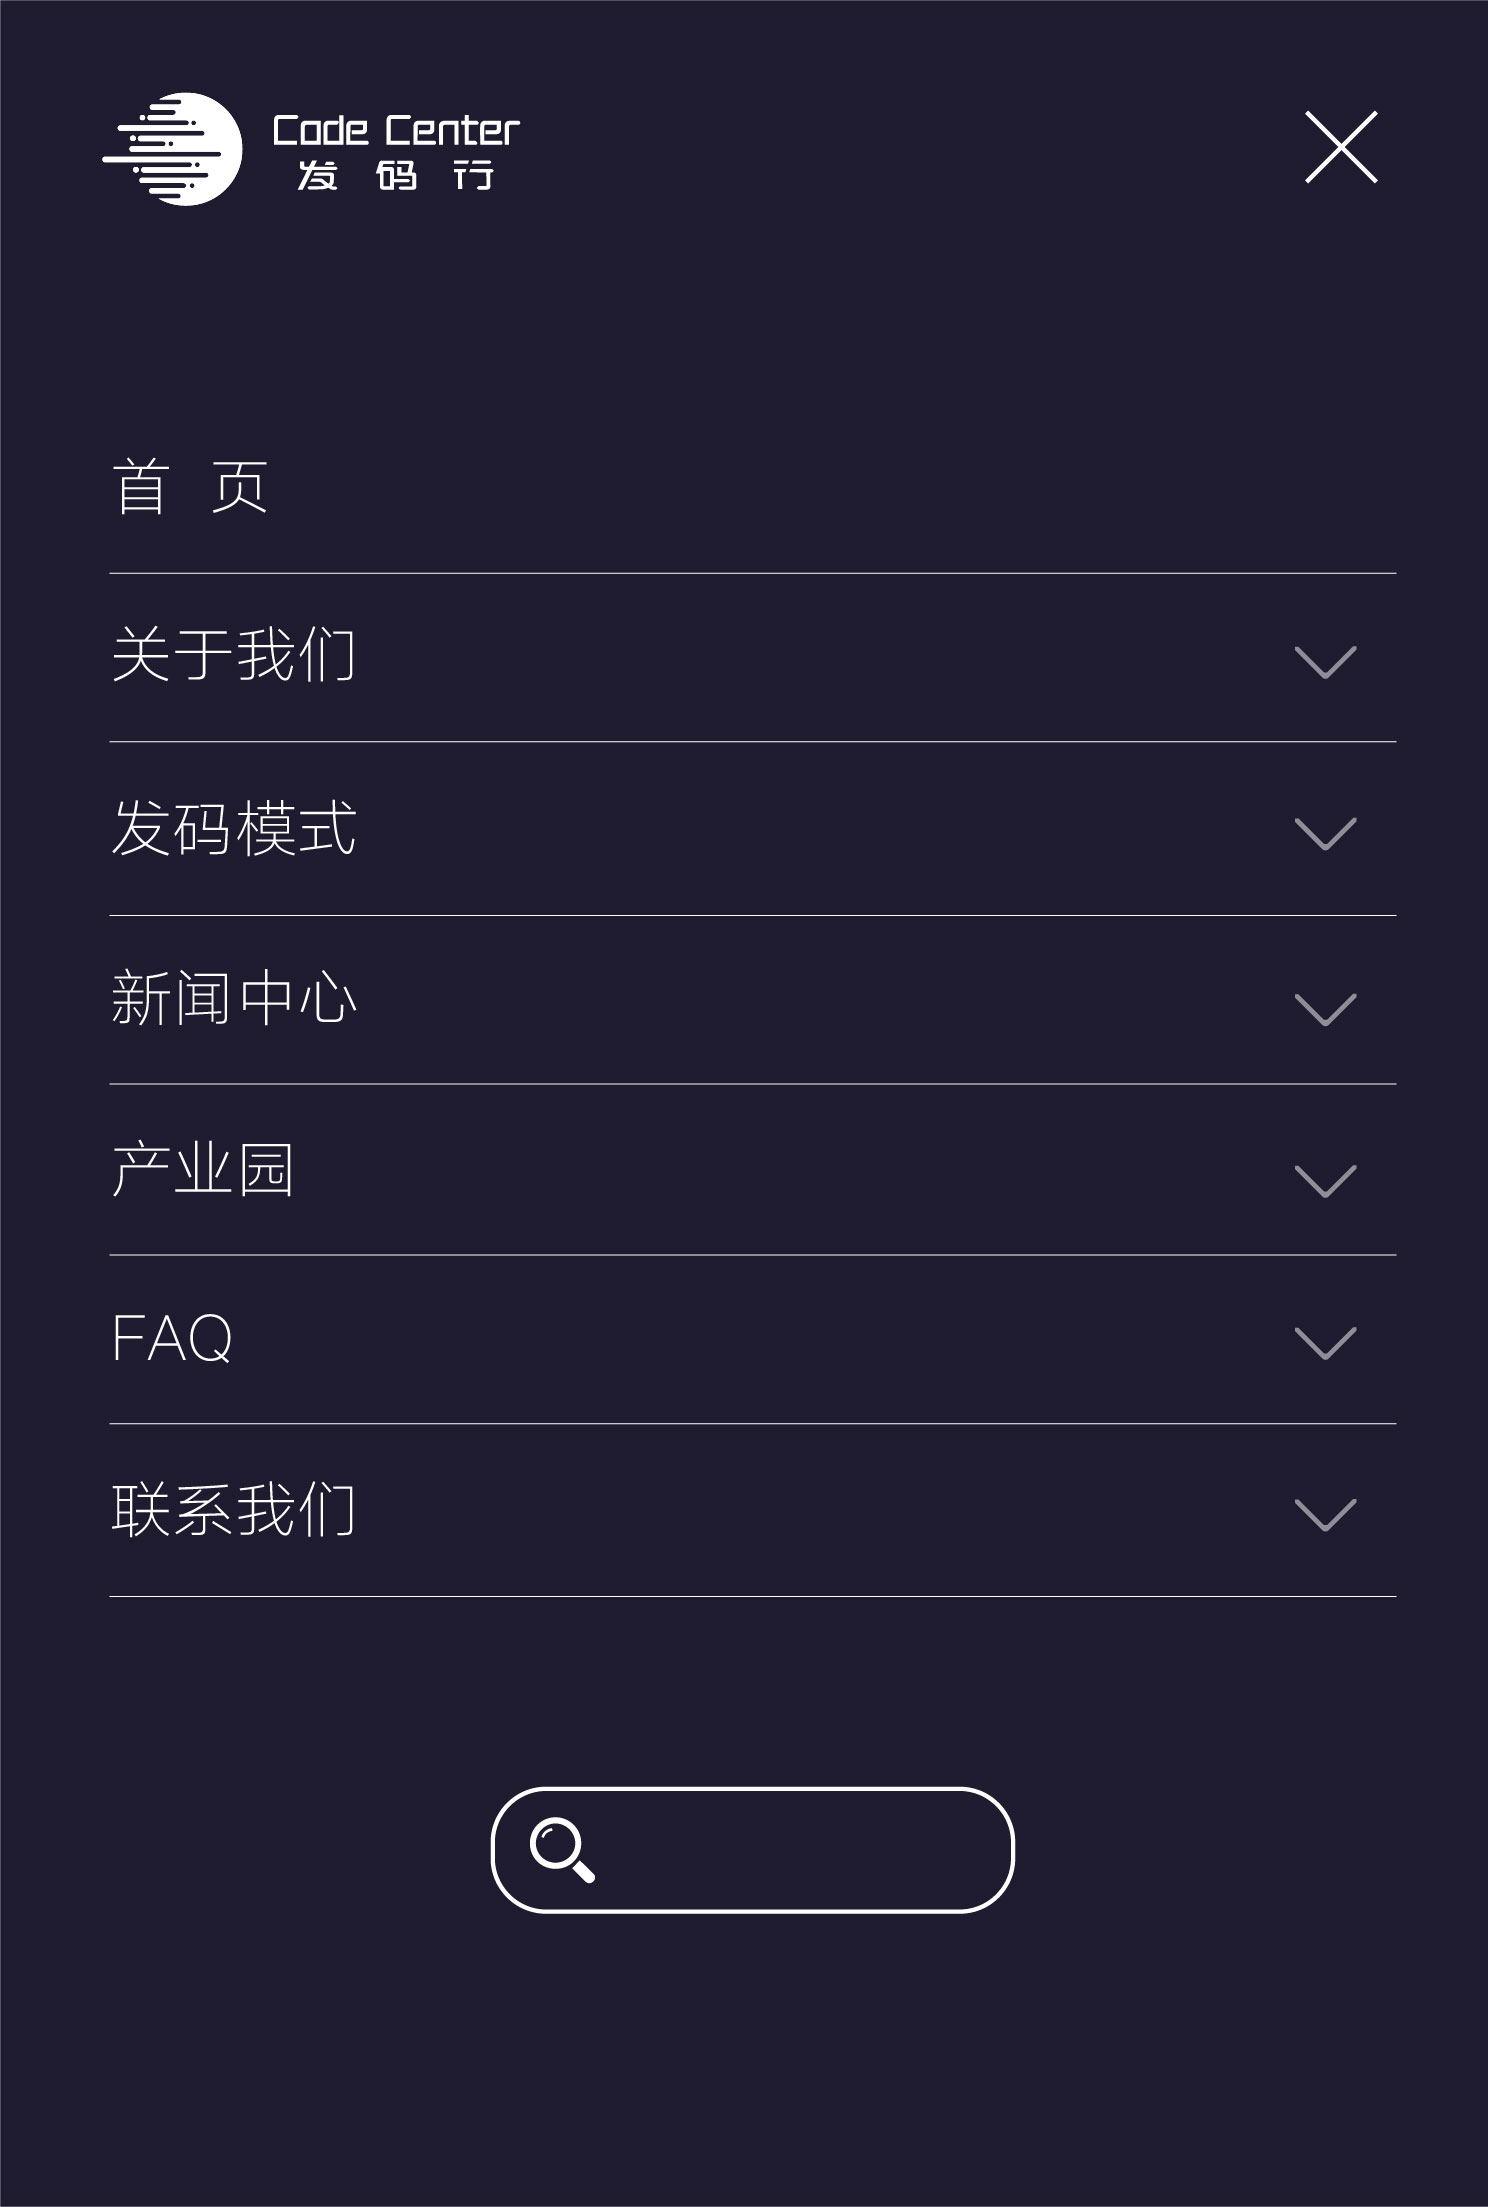 Code Center
发 码 行
首 页
关于我们
发码模式
新闻中心
产业园
FAQ
联系我们